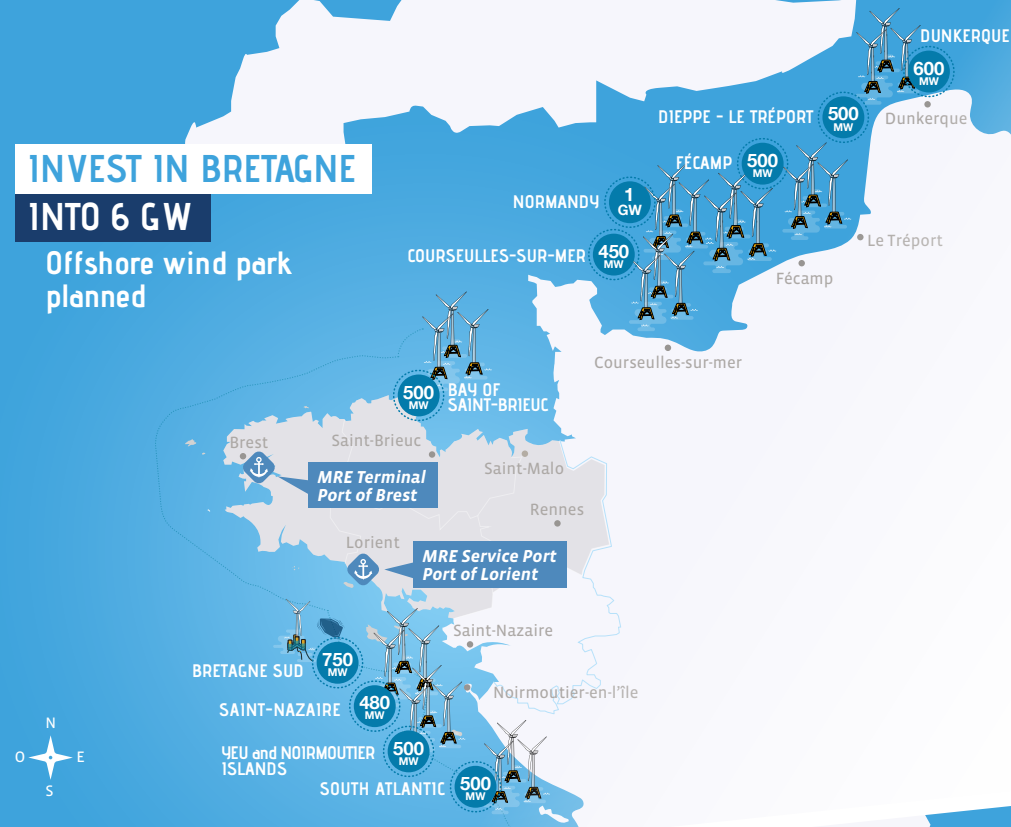 INVEST IN BRETAGNE
INTO 6 GW
Offshore wind park
planned
DUNKERQUE
600
MW
Dunkerque
DIEPPE - LE TRÉPORT
500
MW
FÉCAMP
500
MW
NORMANDY
1
GW
COURSEULLES-SUR-MER
450
MW
Le Tréport
Fécamp
Courseulles-sur-mer
500
MW
BAY OF
SAINT-BRIEUC
Brest
Saint-Brieuc
Saint-Malo
MRE Terminal
Port of Brest
Rennes
Lorient
MRE Service Port
Port of Lorient
Saint-Nazaire
BRETAGNE SUD
750
MW
Noirmoutier-en-l'île
SAINT-NAZAIRE
480
MW
YEU and NOIRMOUTIER
ISLANDS
500
MW
SOUTH ATLANTIC
500
MW
N
O
E
S